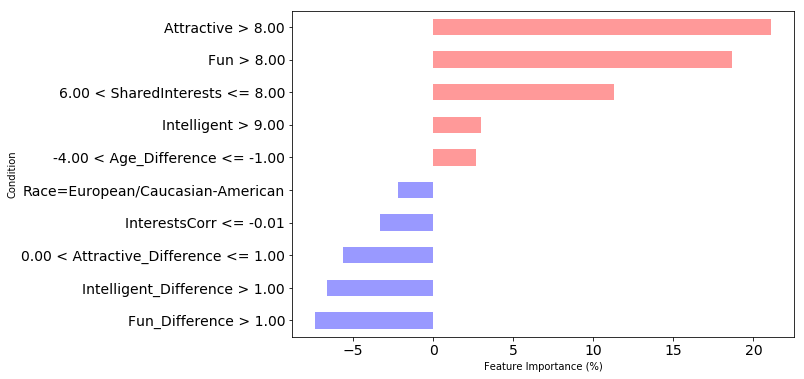 Attractive > 8.00
Fun > 8.00
6.00 < SharedInterests <= 8.00
Intelligent > 9.00
-4.00 < Age_Difference <= -1.00
Race=European/Caucasian-American
InterestsCorr <= -0.01
0.00 < Attractive_Difference <= 1.00
Intelligent_Difference > 1.00
Fun_Difference > 1.00
Condition
−5 0 5 10 15 20
Feature Importance (%)